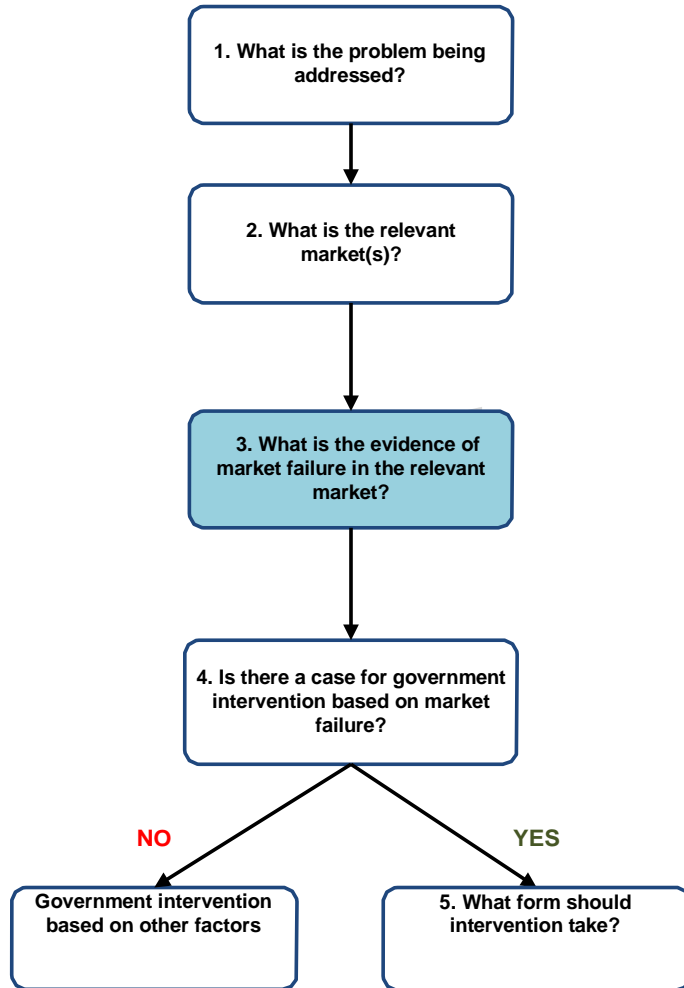 1. What is the problem being
addressed?
2. What is the relevant
market(s)?
3. What is the evidence of
market failure in the relevant
market?
4. Is there a case for government
intervention based on market
failure?
NO
YES
Government intervention
based on other factors
5. What form should
intervention take?